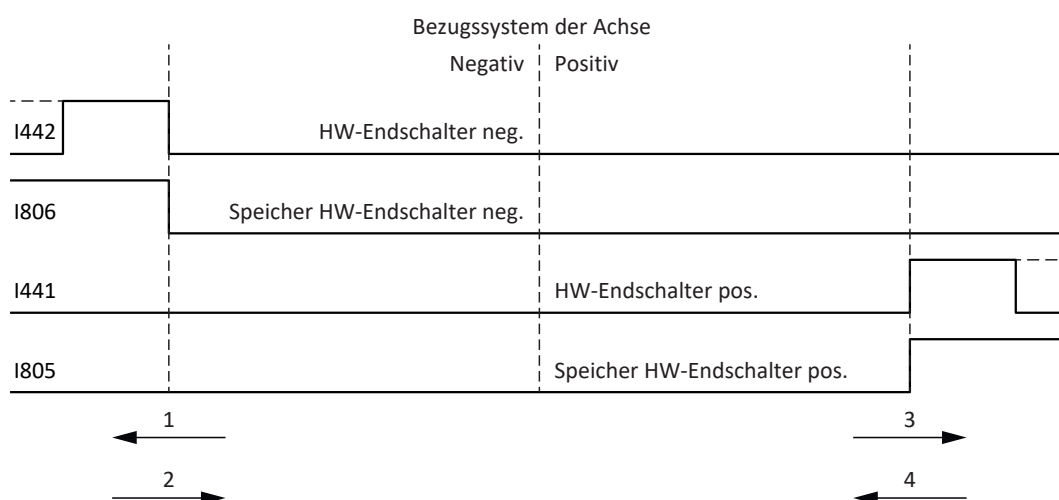 Bezugssystem der Achse
Negativ Positiv
I442 HW-Endschalter neg.
I806 Speicher HW-Endschalter neg.
I441 HW-Endschalter pos.
I805 Speicher HW-Endschalter pos.
1 3
2 4